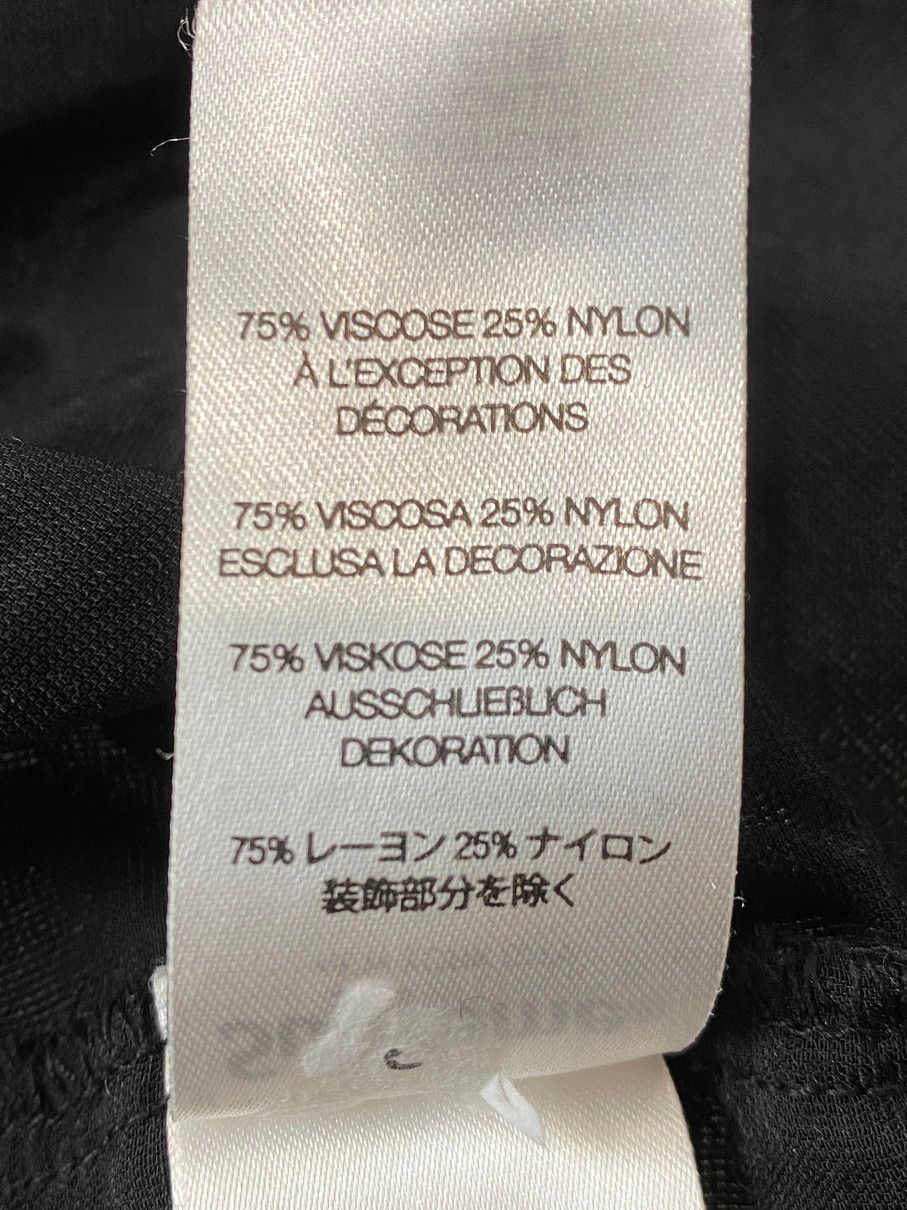 75% VISCOSE 25% NYLON
À L'EXCEPTION DES
DÉCORATIONS
75% VISCOSA 25% NYLON
ESCLUSA LA DECORAZIONE
75% VISKOSE 25% NYLON
AUSSCHLIEßLICH
DEKORATION
75% レーヨン 25% ナイロン
装飾部分を除く